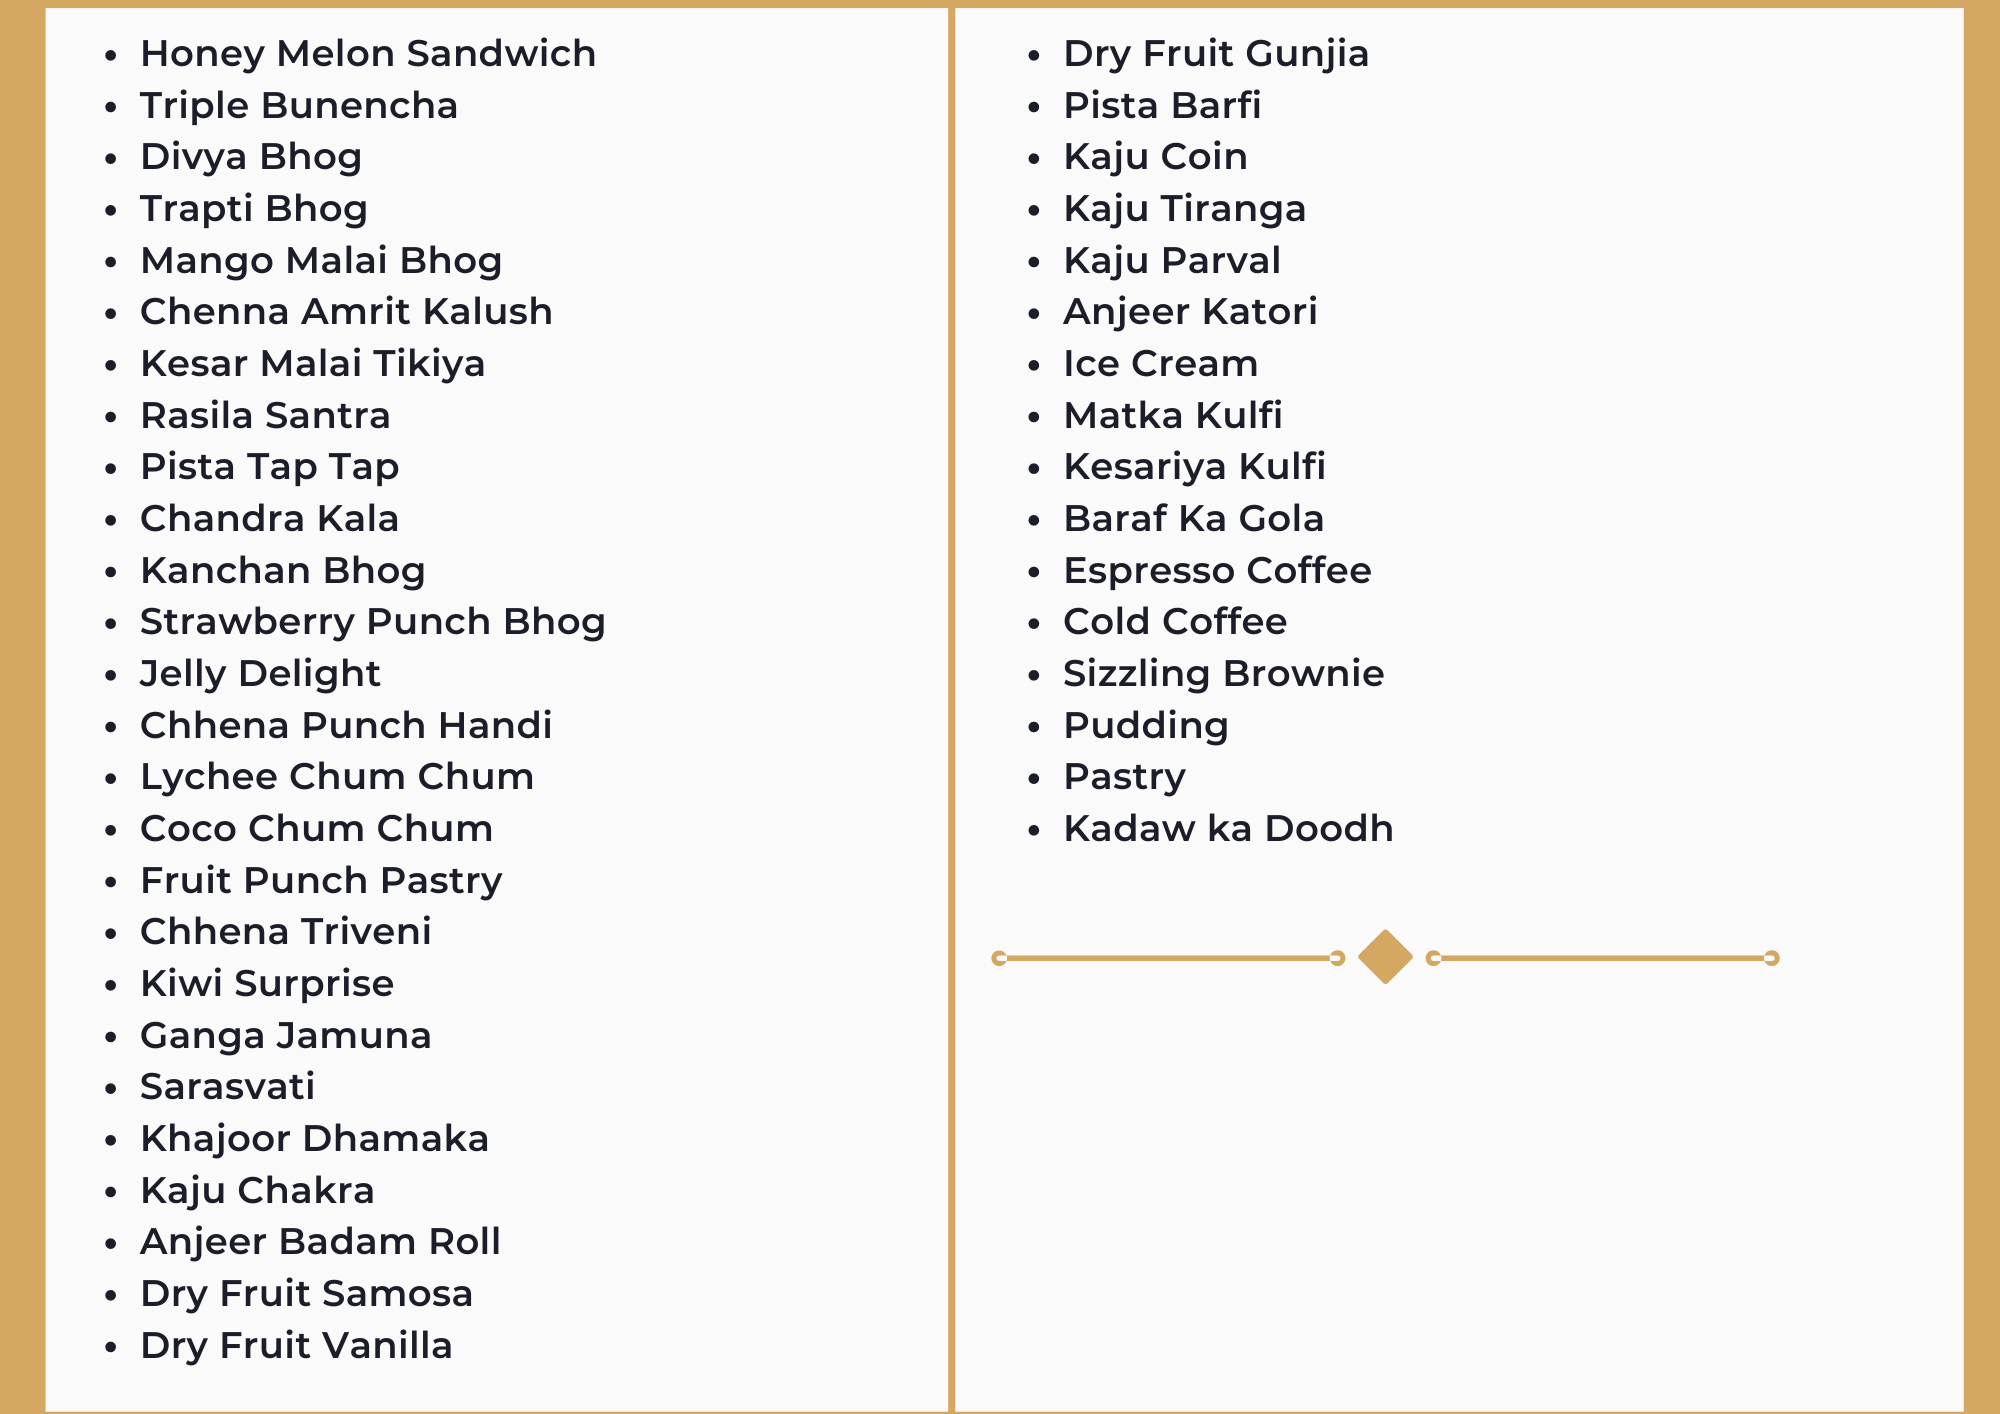 • Honey Melon Sandwich
• Triple Bunencha
• Divya Bhog
• Trapti Bhog
• Mango Malai Bhog
• Chenna Amrit Kalush
• Kesar Malai Tikiya
• Rasila Santra
• Pista Tap Tap
• Chandra Kala
• Kanchan Bhog
• Strawberry Punch Bhog
• Jelly Delight
• Chhena Punch Handi
• Lychee Chum Chum
• Coco Chum Chum
• Fruit Punch Pastry
• Chhena Triveni
• Kiwi Surprise
• Ganga Jamuna
• Sarasvati
• Khajoor Dhamaka
• Kaju Chakra
• Anjeer Badam Roll
• Dry Fruit Samosa
• Dry Fruit Vanilla
• Dry Fruit Gunjia
• Pista Barfi
• Kaju Coin
• Kaju Tiranga
• Kaju Parval
• Anjeer Katori
• Ice Cream
• Matka Kulfi
• Kesariya Kulfi
• Baraf Ka Gola
• Espresso Coffee
• Cold Coffee
• Sizzling Brownie
• Pudding
• Pastry
• Kadaw ka Doodh